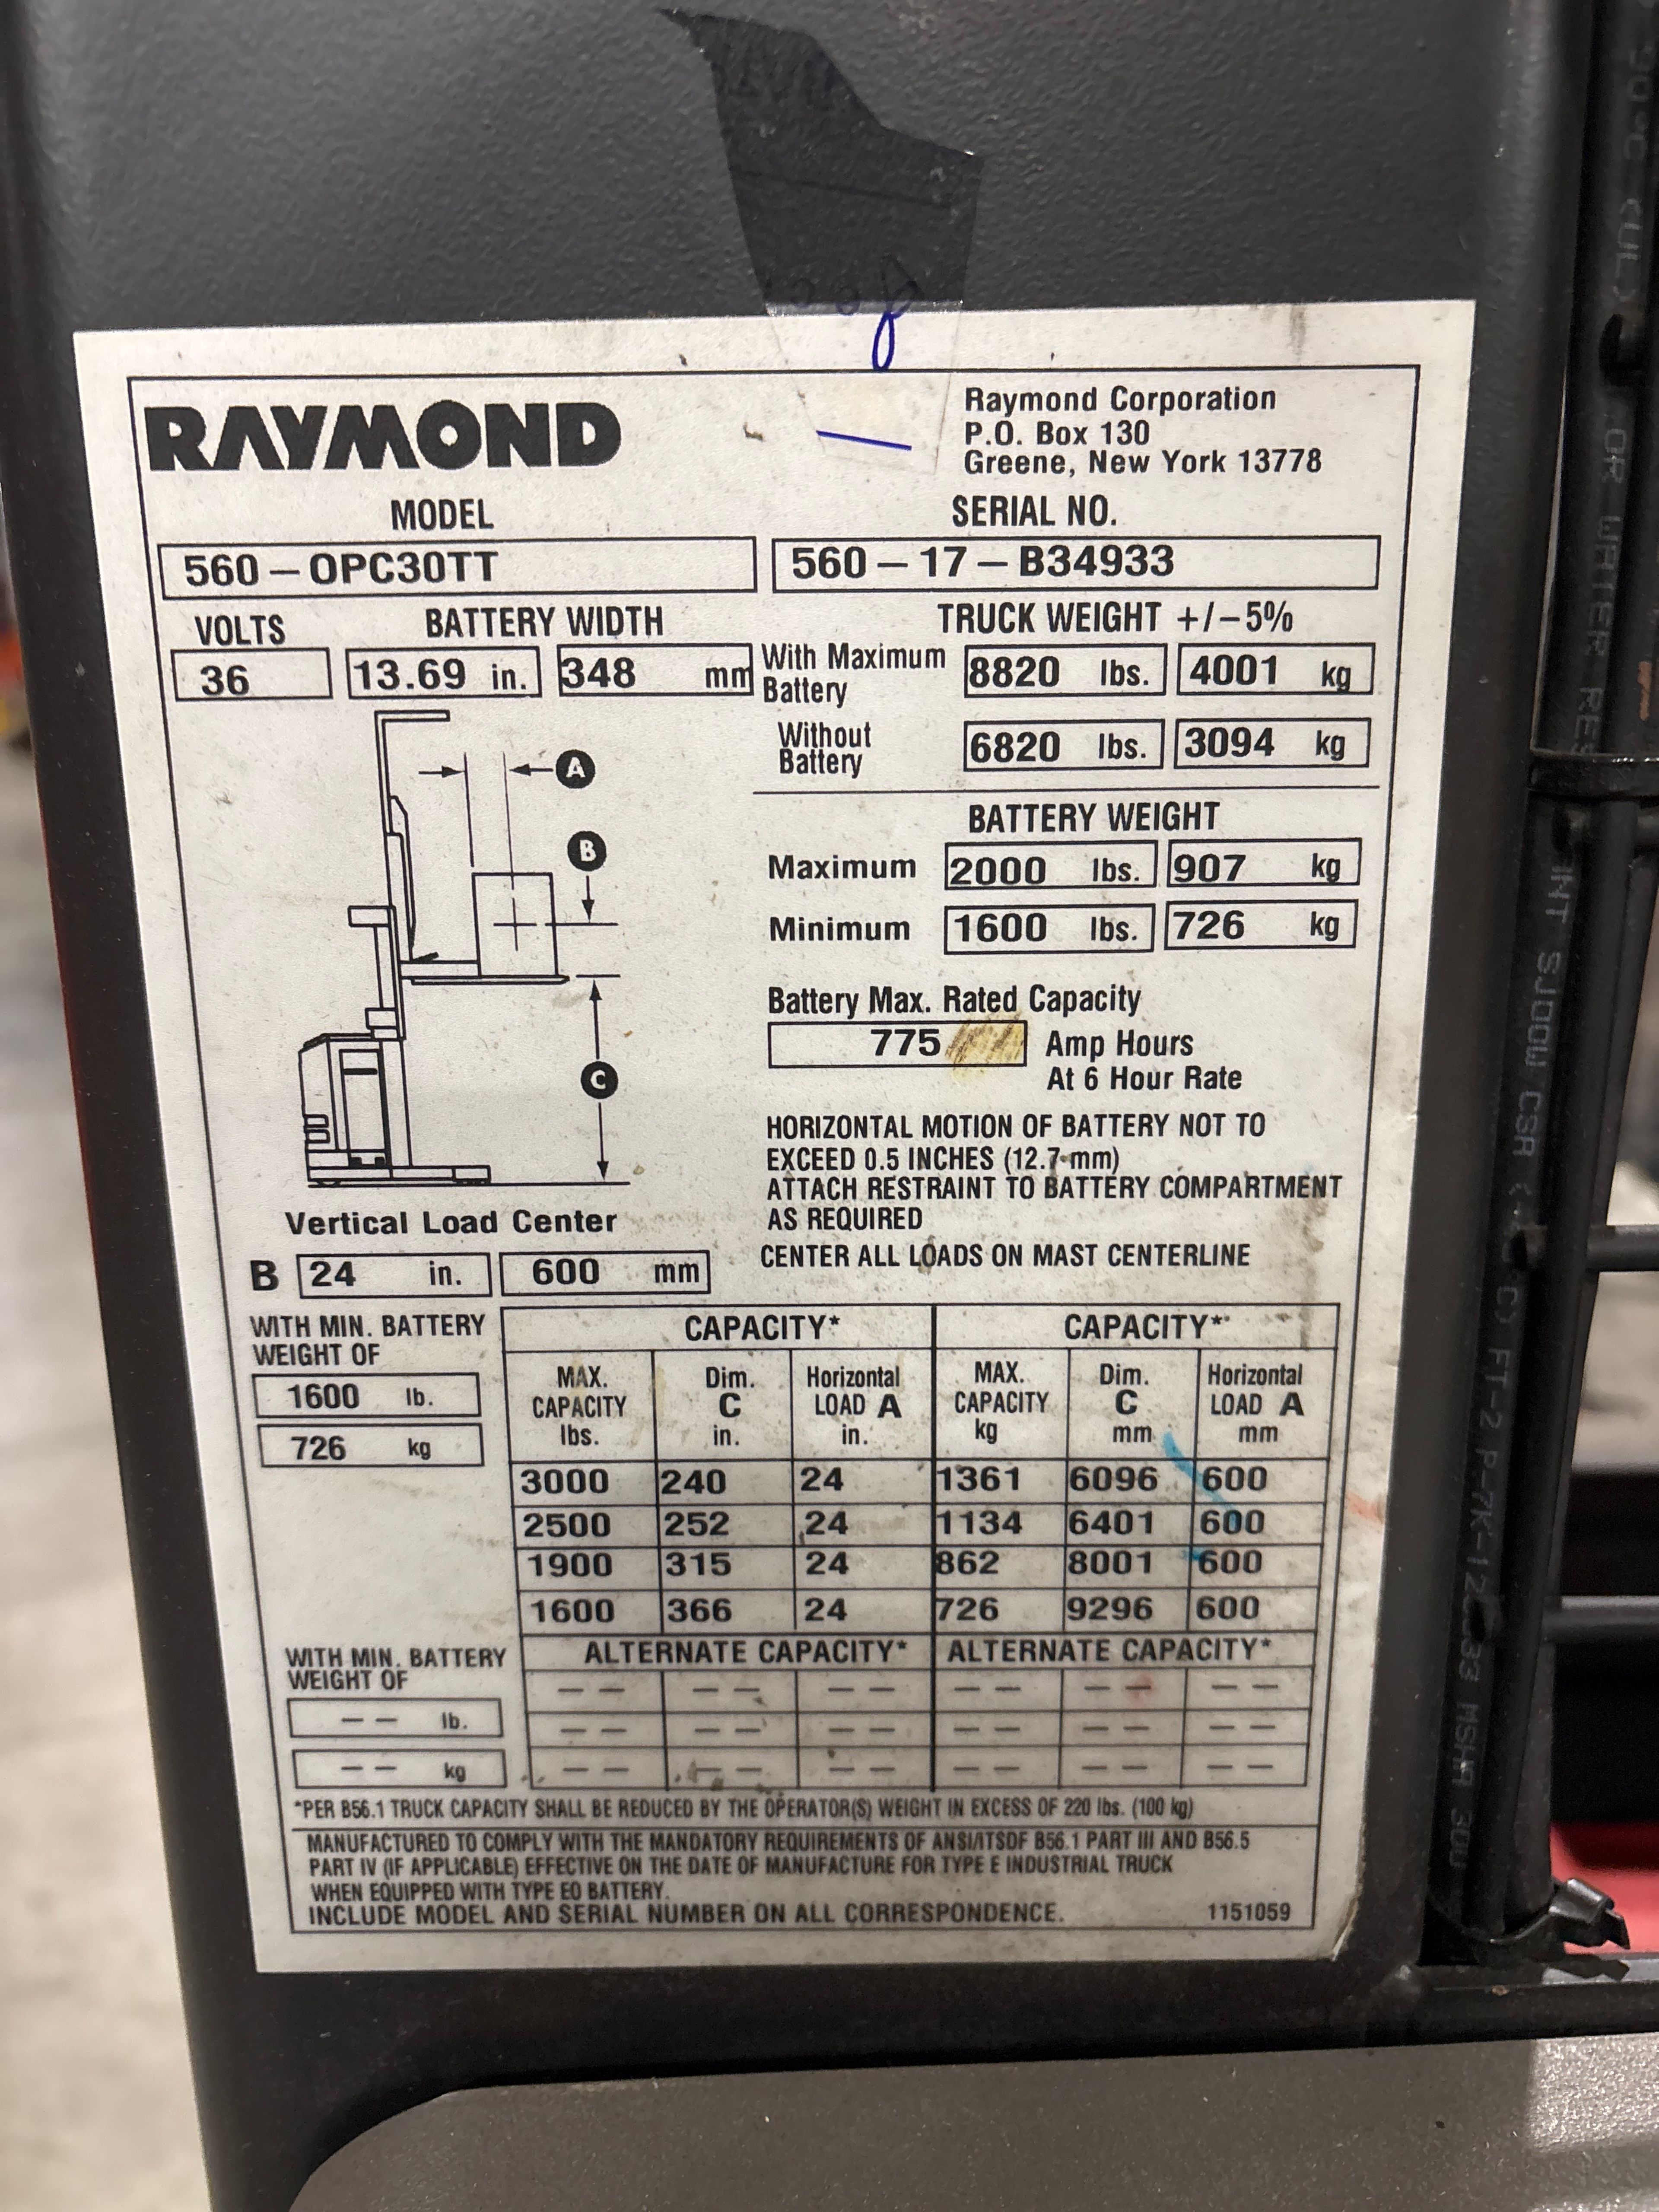 RAYMOND
Raymond Corporation
P.O. Box 130
Greene, New York 13778
MODEL
SERIAL NO.
560-OPC30TT
560-17-B34933
VOLTS
BATTERY WIDTH
TRUCK WEIGHT +/-5%
36
13.69 in.
348 mm
With Maximum
Battery
8820 lbs.
4001 kg
Without
Battery
6820 lbs.
3094 kg
A
B
C
BATTERY WEIGHT
Maximum
2000 lbs.
907 kg
Minimum
1600 lbs.
726 kg
Battery Max. Rated Capacity
775
Amp Hours
At 6 Hour Rate
HORIZONTAL MOTION OF BATTERY NOT TO
EXCEED 0.5 INCHES (12.7 mm)
ATTACH RESTRAINT TO BATTERY COMPARTMENT
AS REQUIRED
CENTER ALL LOADS ON MAST CENTERLINE
Vertical Load Center
B 24 in. 600 mm
WITH MIN. BATTERY
WEIGHT OF
1600 lb.
726 kg
CAPACITY* CAPACITY*
MAX. CAPACITY lbs. Dim. C in. Horizontal LOAD A in. MAX. CAPACITY kg Dim. C mm Horizontal LOAD A mm
3000 240 24 1361 6096 600
2500 252 24 1134 6401 600
1900 315 24 862 8001 600
1600 366 24 726 9296 600
WITH MIN. BATTERY
WEIGHT OF
-- lb.
-- kg
ALTERNATE CAPACITY* ALTERNATE CAPACITY*
-- -- -- -- -- --
-- -- -- -- -- --
-- -- -- -- -- --
*PER B56.1 TRUCK CAPACITY SHALL BE REDUCED BY THE OPERATOR(S) WEIGHT IN EXCESS OF 220 lbs. (100 kg)
MANUFACTURED TO COMPLY WITH THE MANDATORY REQUIREMENTS OF ANSI/ITSDF B56.1 PART III AND B56.5
PART IV (IF APPLICABLE) EFFECTIVE ON THE DATE OF MANUFACTURE FOR TYPE E INDUSTRIAL TRUCK
WHEN EQUIPPED WITH TYPE EO BATTERY.
INCLUDE MODEL AND SERIAL NUMBER ON ALL CORRESPONDENCE.
1151059
(UL) OR WATER
SJOOW CSA
FT-2 P-7K-
MSHA